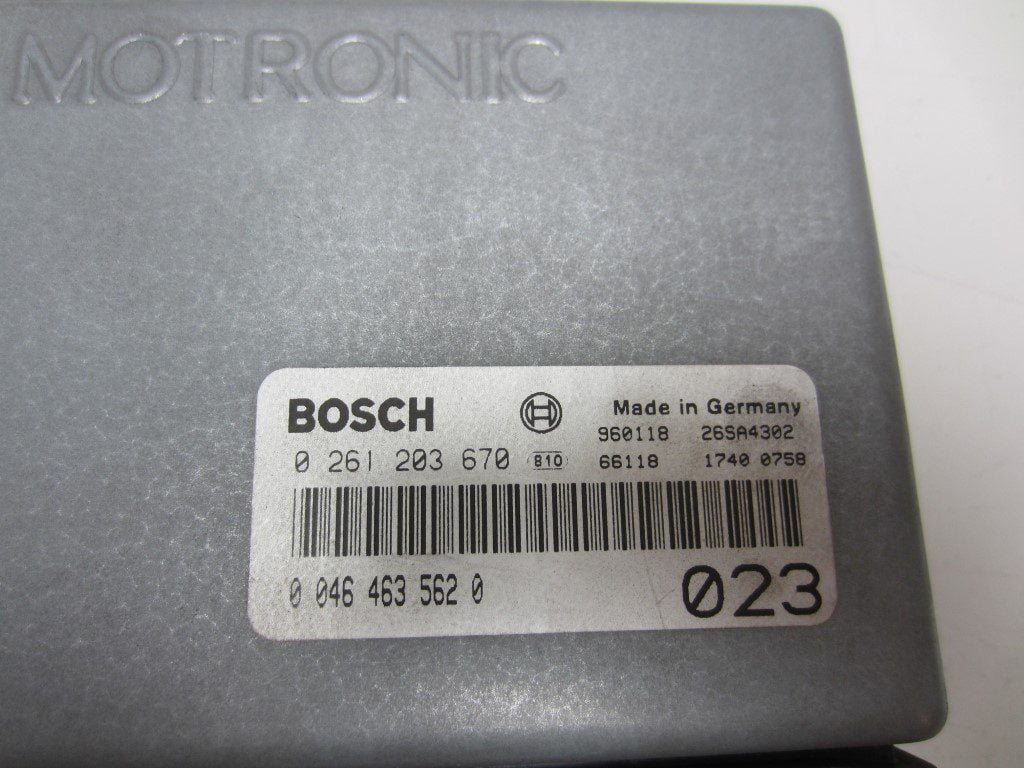 MOTRONIC
BOSCH
Made in Germany
960118 26SA4302
0 261 203 670 810 66118 1740 0758
0 046 463 562 0
023